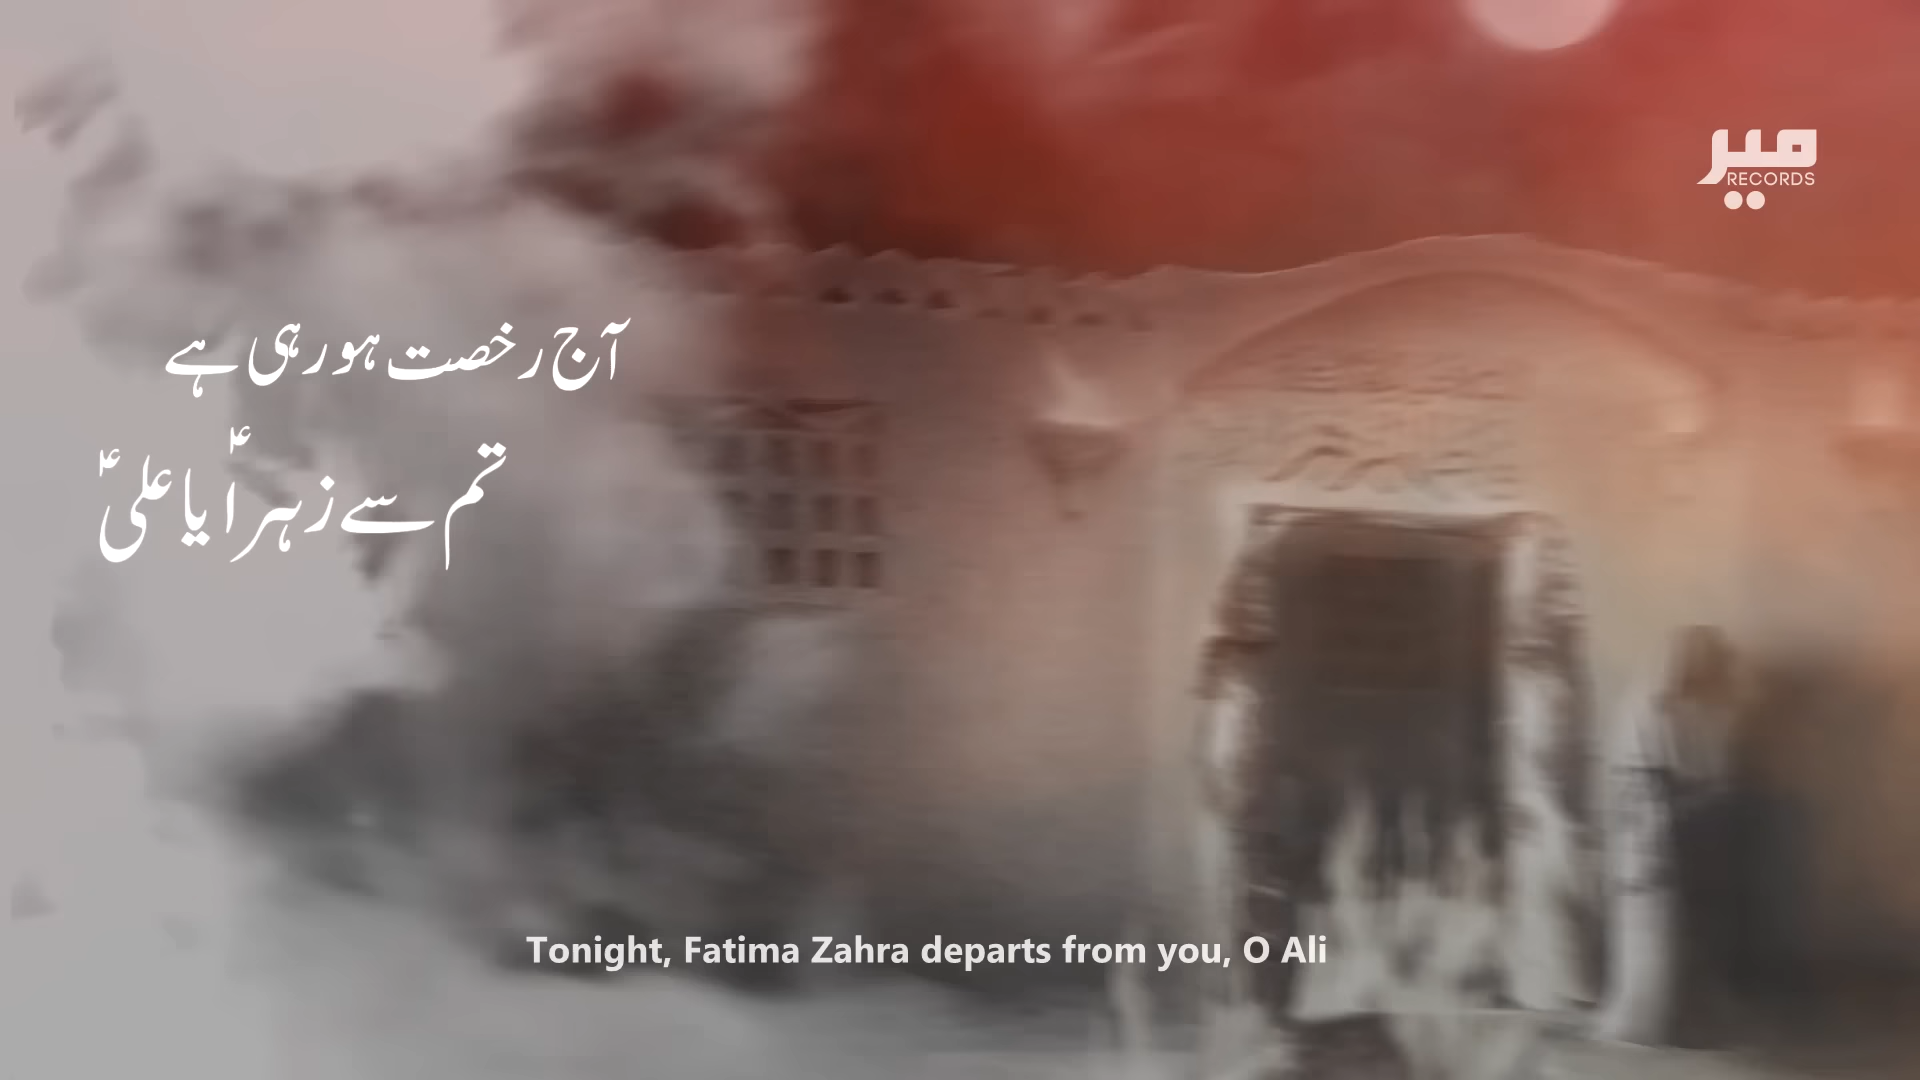 میر
RECORDS
آج رخصت ہو رہی ہے
تم سے زہراؑ یا علیؑ
Tonight, Fatima Zahra departs from you, O Ali